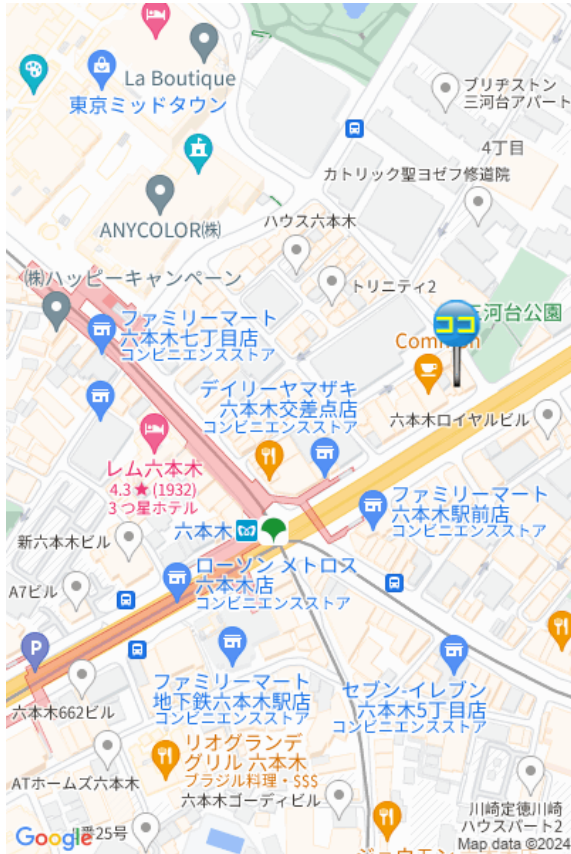 La Boutique
東京ミッドタウン
ブリヂストン
三河台アパート
4丁目
カトリック聖ヨゼフ修道院
ANYCOLOR㈱
ハウス六本木
㈱ハッピーキャンペーン
トリニティ2
ココ
三河台公園
ファミリーマート
六本木七丁目店
コンビニエンスストア
デイリーヤマザキ
六本木交差点店
コンビニエンスストア
六本木ロイヤルビル
レム六本木
4.3★(1932)
3つ星ホテル
ファミリーマート
六本木駅前店
コンビニエンスストア
六本木
新六本木ビル
ローソン メトロス
六本木店
コンビニエンスストア
A7ビル
P
ファミリーマート
地下鉄六本木駅店
コンビニエンスストア
セブン-イレブン
六本木5丁目店
コンビニエンスストア
六本木662ビル
リオグランデ
グリル 六本木
ブラジル料理・$$$
ATホームズ六本木
六本木ゴーディビル
川崎定徳川崎
ハウスパート2
Google
番25号
Map data ©2024